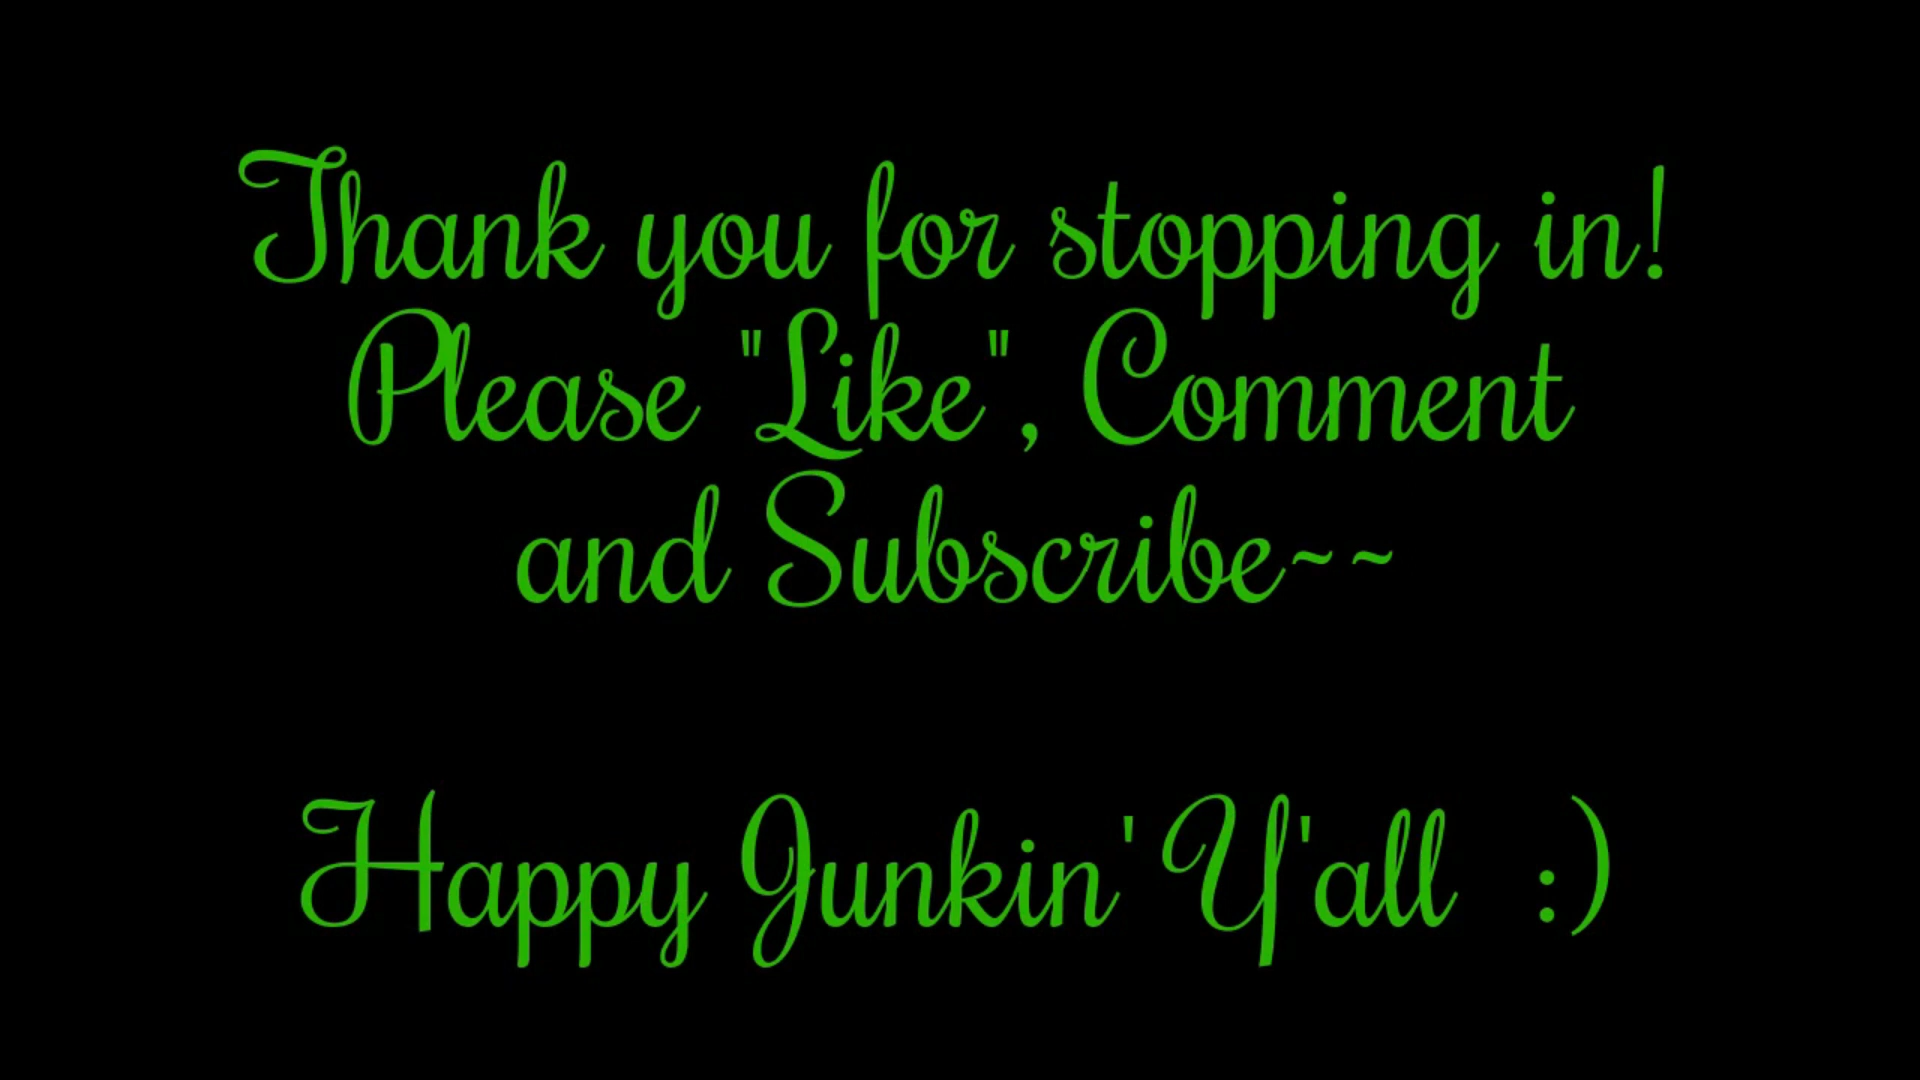 Thank you for stopping in!
Please "Like", Comment
and Subscribe~~
Happy Junkin' Y'all :)